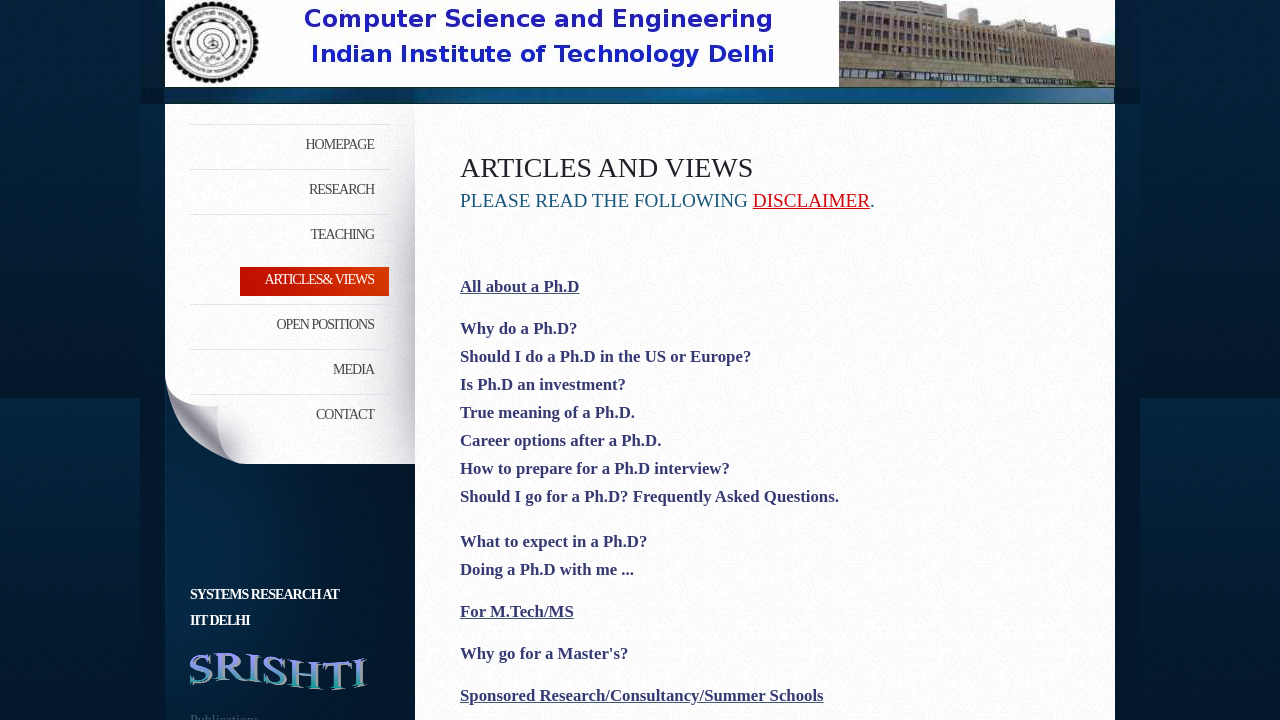 Computer Science and Engineering
Indian Institute of Technology Delhi
HOMEPAGE
RESEARCH
TEACHING
ARTICLES& VIEWS
OPEN POSITIONS
MEDIA
CONTACT
SYSTEMS RESEARCH AT
IIT DELHI
SRISHTI
Publications
ARTICLES AND VIEWS
PLEASE READ THE FOLLOWING DISCLAIMER.
All about a Ph.D
Why do a Ph.D?
Should I do a Ph.D in the US or Europe?
Is Ph.D an investment?
True meaning of a Ph.D.
Career options after a Ph.D.
How to prepare for a Ph.D interview?
Should I go for a Ph.D? Frequently Asked Questions.
What to expect in a Ph.D?
Doing a Ph.D with me ...
For M.Tech/MS
Why go for a Master's?
Sponsored Research/Consultancy/Summer Schools